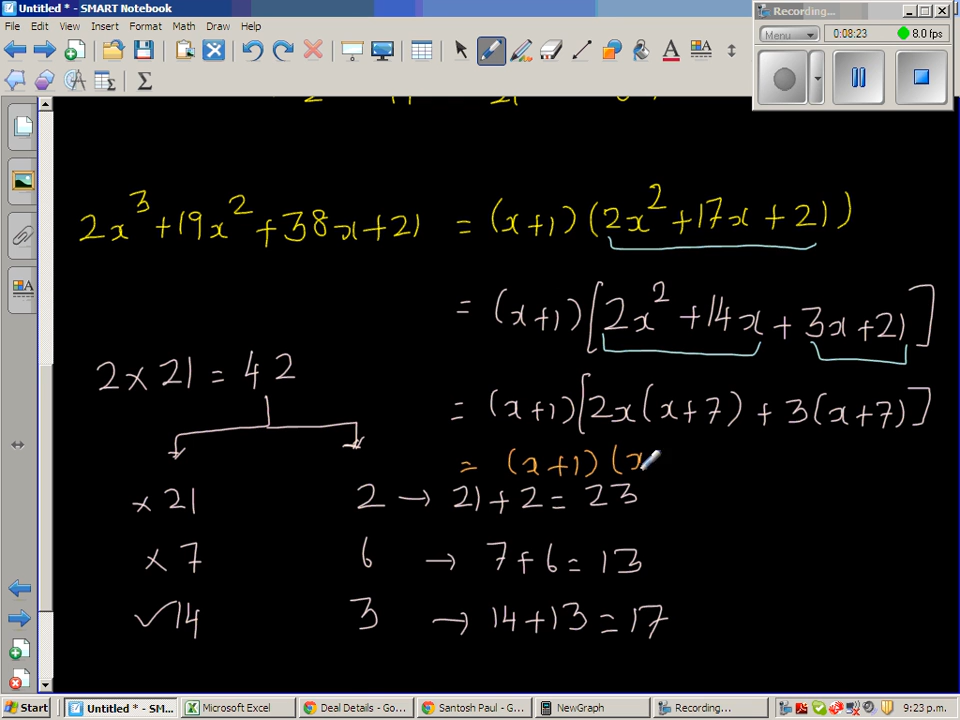 Untitled * - SMART Notebook
File Edit View Insert Format Math Draw Help
Recording...
Menu 0:08:23 8.0 fps
2x³+19x²+38x+21 = (x+1)(2x²+17x+21)
= (x+1)[2x²+14x+3x+21]
2×21 = 42
= (x+1)[2x(x+7)+3(x+7)]
= (x+1)(x
×21 2 → 21+2=23
×7 6 → 7+6=13
✓14 3 → 14+13=17
Start Untitled * - SM... Microsoft Excel Deal Details - Go... Santosh Paul - G... NewGraph Recording... 9:23 p.m.